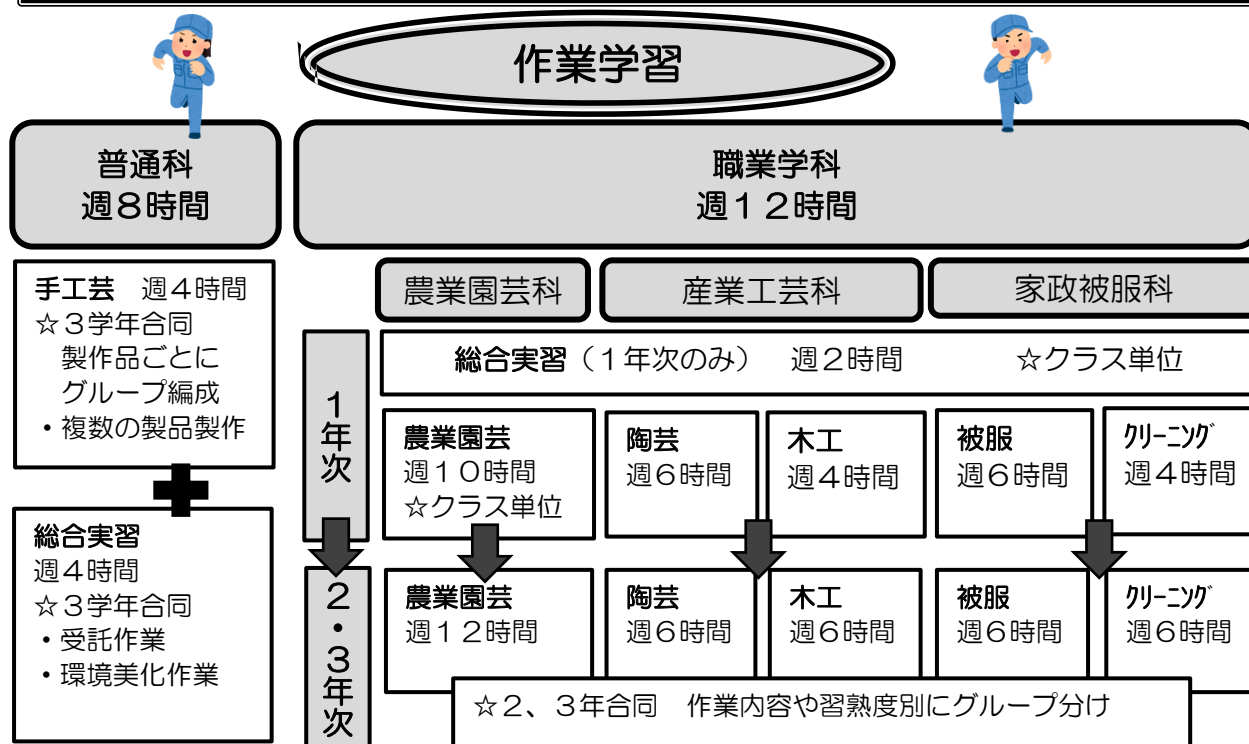 作業学習
普通科
週8時間
職業学科
週12時間
手工芸 週4時間
☆3学年合同
製作品ごとに
グループ編成
・複数の製品製作
総合実習
週4時間
☆3学年合同
・受託作業
・環境美化作業
農業園芸科
産業工芸科
家政被服科
1年次
総合実習(1年次のみ) 週2時間 ☆クラス単位
農業園芸
週10時間
☆クラス単位
陶芸
週6時間
木工
週4時間
被服
週6時間
クリーニング
週4時間
2・3年次
農業園芸
週12時間
陶芸
週6時間
木工
週6時間
被服
週6時間
クリーニング
週6時間
☆2、3年合同 作業内容や習熟度別にグループ分け